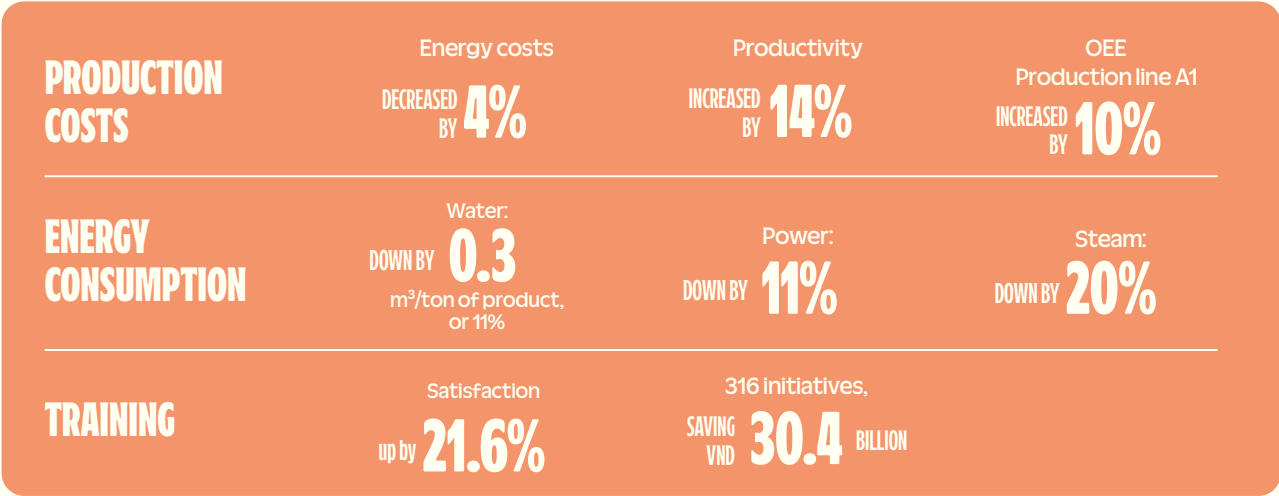 PRODUCTION
COSTS
Energy costs
DECREASED
BY 4%
Productivity
INCREASED
BY 14%
OEE
Production line A1
INCREASED
BY 10%
ENERGY
CONSUMPTION
Water:
DOWN BY 0.3
m³/ton of product,
or 11%
Power:
DOWN BY 11%
Steam:
DOWN BY 20%
TRAINING
Satisfaction
up by 21.6%
316 initiatives,
SAVING
VND 30.4 BILLION